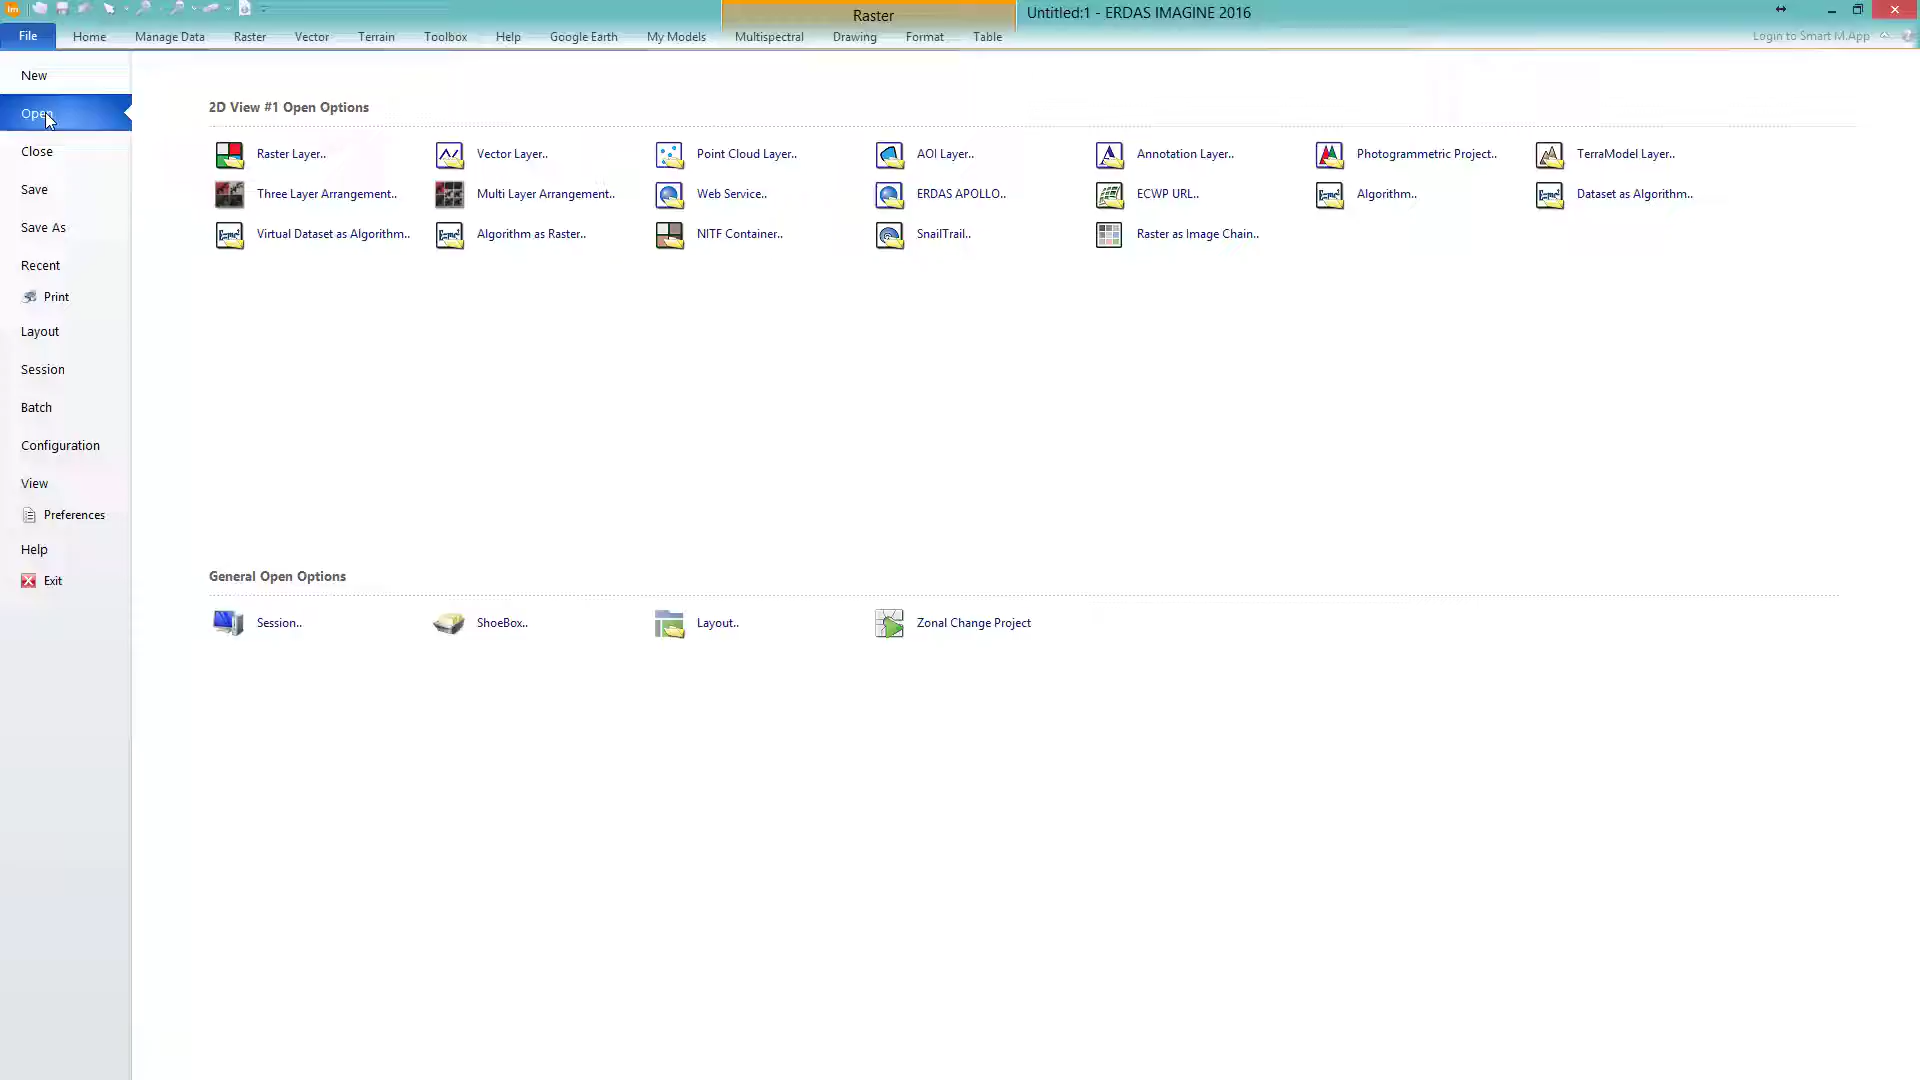 Raster
Untitled:1 - ERDAS IMAGINE 2016
File Home Manage Data Raster Vector Terrain Toolbox Help Google Earth My Models Multispectral Drawing Format Table Login to Smart M.App
New
Open
Close
Save
Save As
Recent
Print
Layout
Session
Batch
Configuration
View
Preferences
Help
Exit
2D View #1 Open Options
Raster Layer.. Vector Layer.. Point Cloud Layer.. AOI Layer.. Annotation Layer.. Photogrammetric Project.. TerraModel Layer..
Three Layer Arrangement.. Multi Layer Arrangement.. Web Service.. ERDAS APOLLO.. ECWP URL.. Algorithm.. Dataset as Algorithm..
Virtual Dataset as Algorithm.. Algorithm as Raster.. NITF Container.. SnailTrail.. Raster as Image Chain..
General Open Options
Session.. ShoeBox.. Layout.. Zonal Change Project